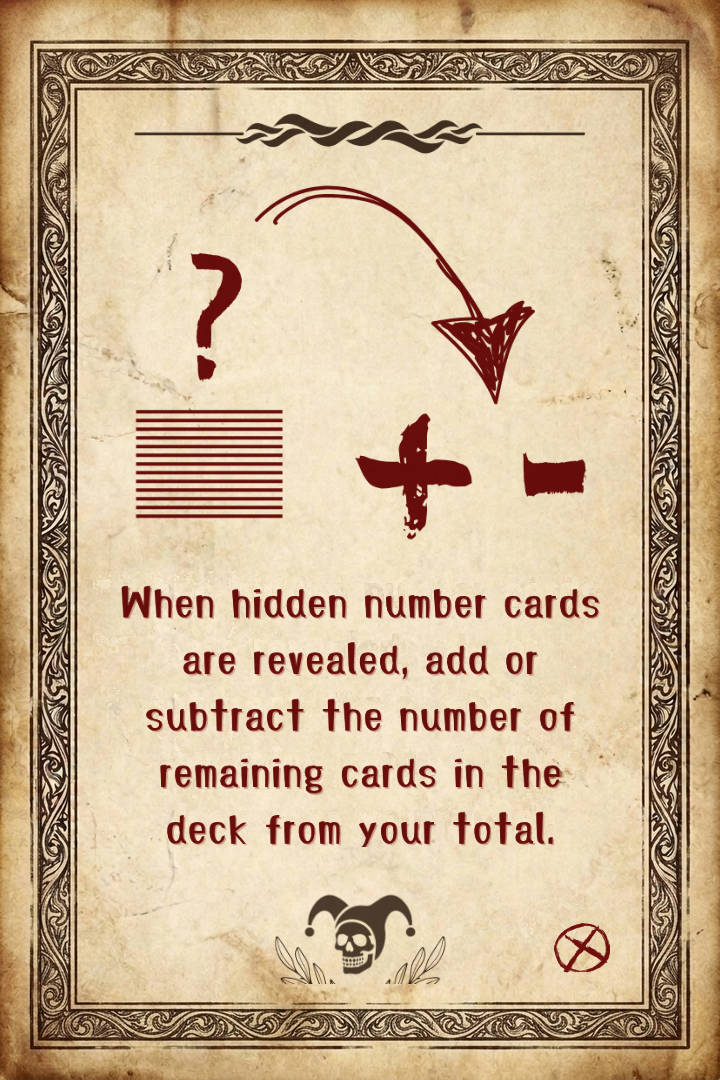 ?
+ -
When hidden number cards
are revealed, add or
subtract the number of
remaining cards in the
deck from your total.